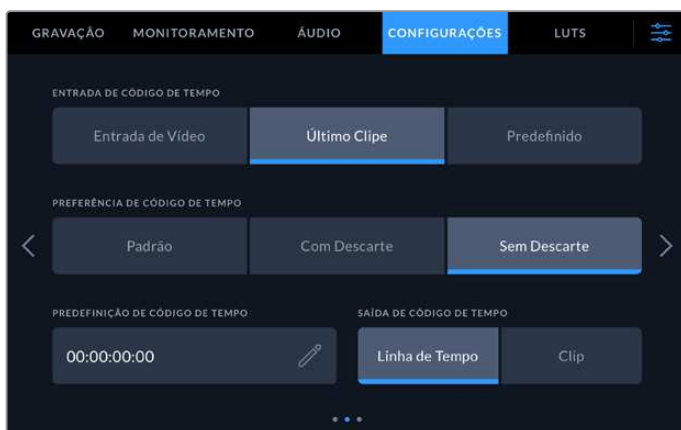 GRAVAÇÃO MONITORAMENTO ÁUDIO CONFIGURAÇÕES LUTS
ENTRADA DE CÓDIGO DE TEMPO
Entrada de Vídeo Último Clipe Predefinido
PREFERÊNCIA DE CÓDIGO DE TEMPO
Padrão Com Descarte Sem Descarte
PREDEFINIÇÃO DE CÓDIGO DE TEMPO SAÍDA DE CÓDIGO DE TEMPO
00:00:00:00 Linha de Tempo Clip